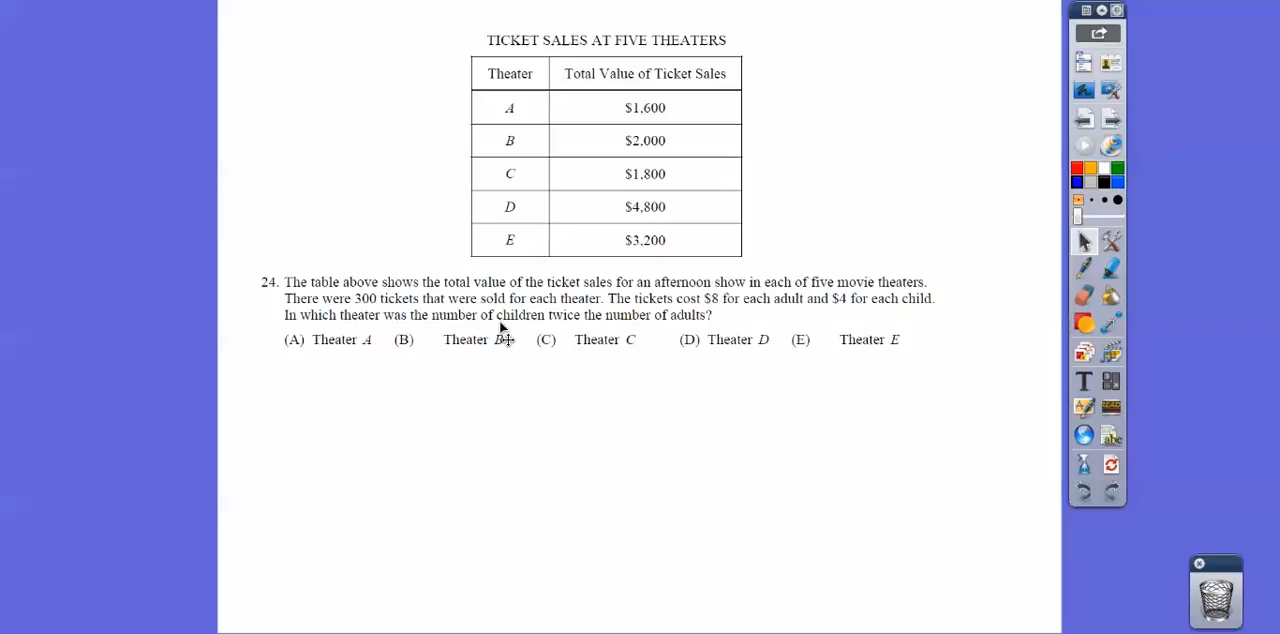 TICKET SALES AT FIVE THEATERS
Theater Total Value of Ticket Sales
A $1,600
B $2,000
C $1,800
D $4,800
E $3,200
24. The table above shows the total value of the ticket sales for an afternoon show in each of five movie theaters.
There were 300 tickets that were sold for each theater. The tickets cost $8 for each adult and $4 for each child.
In which theater was the number of children twice the number of adults?
(A) Theater A (B) Theater B (C) Theater C (D) Theater D (E) Theater E
T
abc